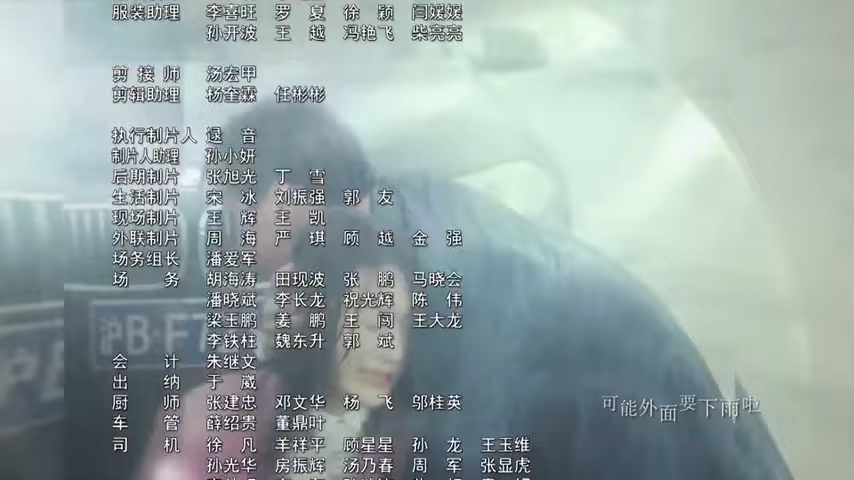 服装助理 李喜旺 罗 夏 徐 颖 闫媛媛
孙开波 王 越 冯艳飞 柴亮亮
剪 接 师 汤宏甲
剪辑助理 杨奎霖 任彬彬
执行制片人 逯 音
制片人助理 孙小妍
后期制片 张旭光 丁 雪
生活制片 宋 冰 刘振强 郭 友
现场制片 王 辉 王 凯
外联制片 周 海 严 琪 顾 越 金 强
场务组长 潘爱军
场 务 胡海涛 田现波 张 鹏 马晓会
潘晓斌 李长龙 祝光辉 陈 伟
梁玉鹏 姜 鹏 王 闯 王大龙
李铁柱 魏东升 郭 斌
沪B·F7
会 计 朱继文
出 纳 于 崴
厨 师 张建忠 邓文华 杨 飞 邬桂英
可能外面要下雨啦
车 管 薛绍贵 董鼎叶
司 机 徐 凡 羊祥平 顾星星 孙 龙 王玉维
孙光华 房振辉 汤乃春 周 军 张显虎